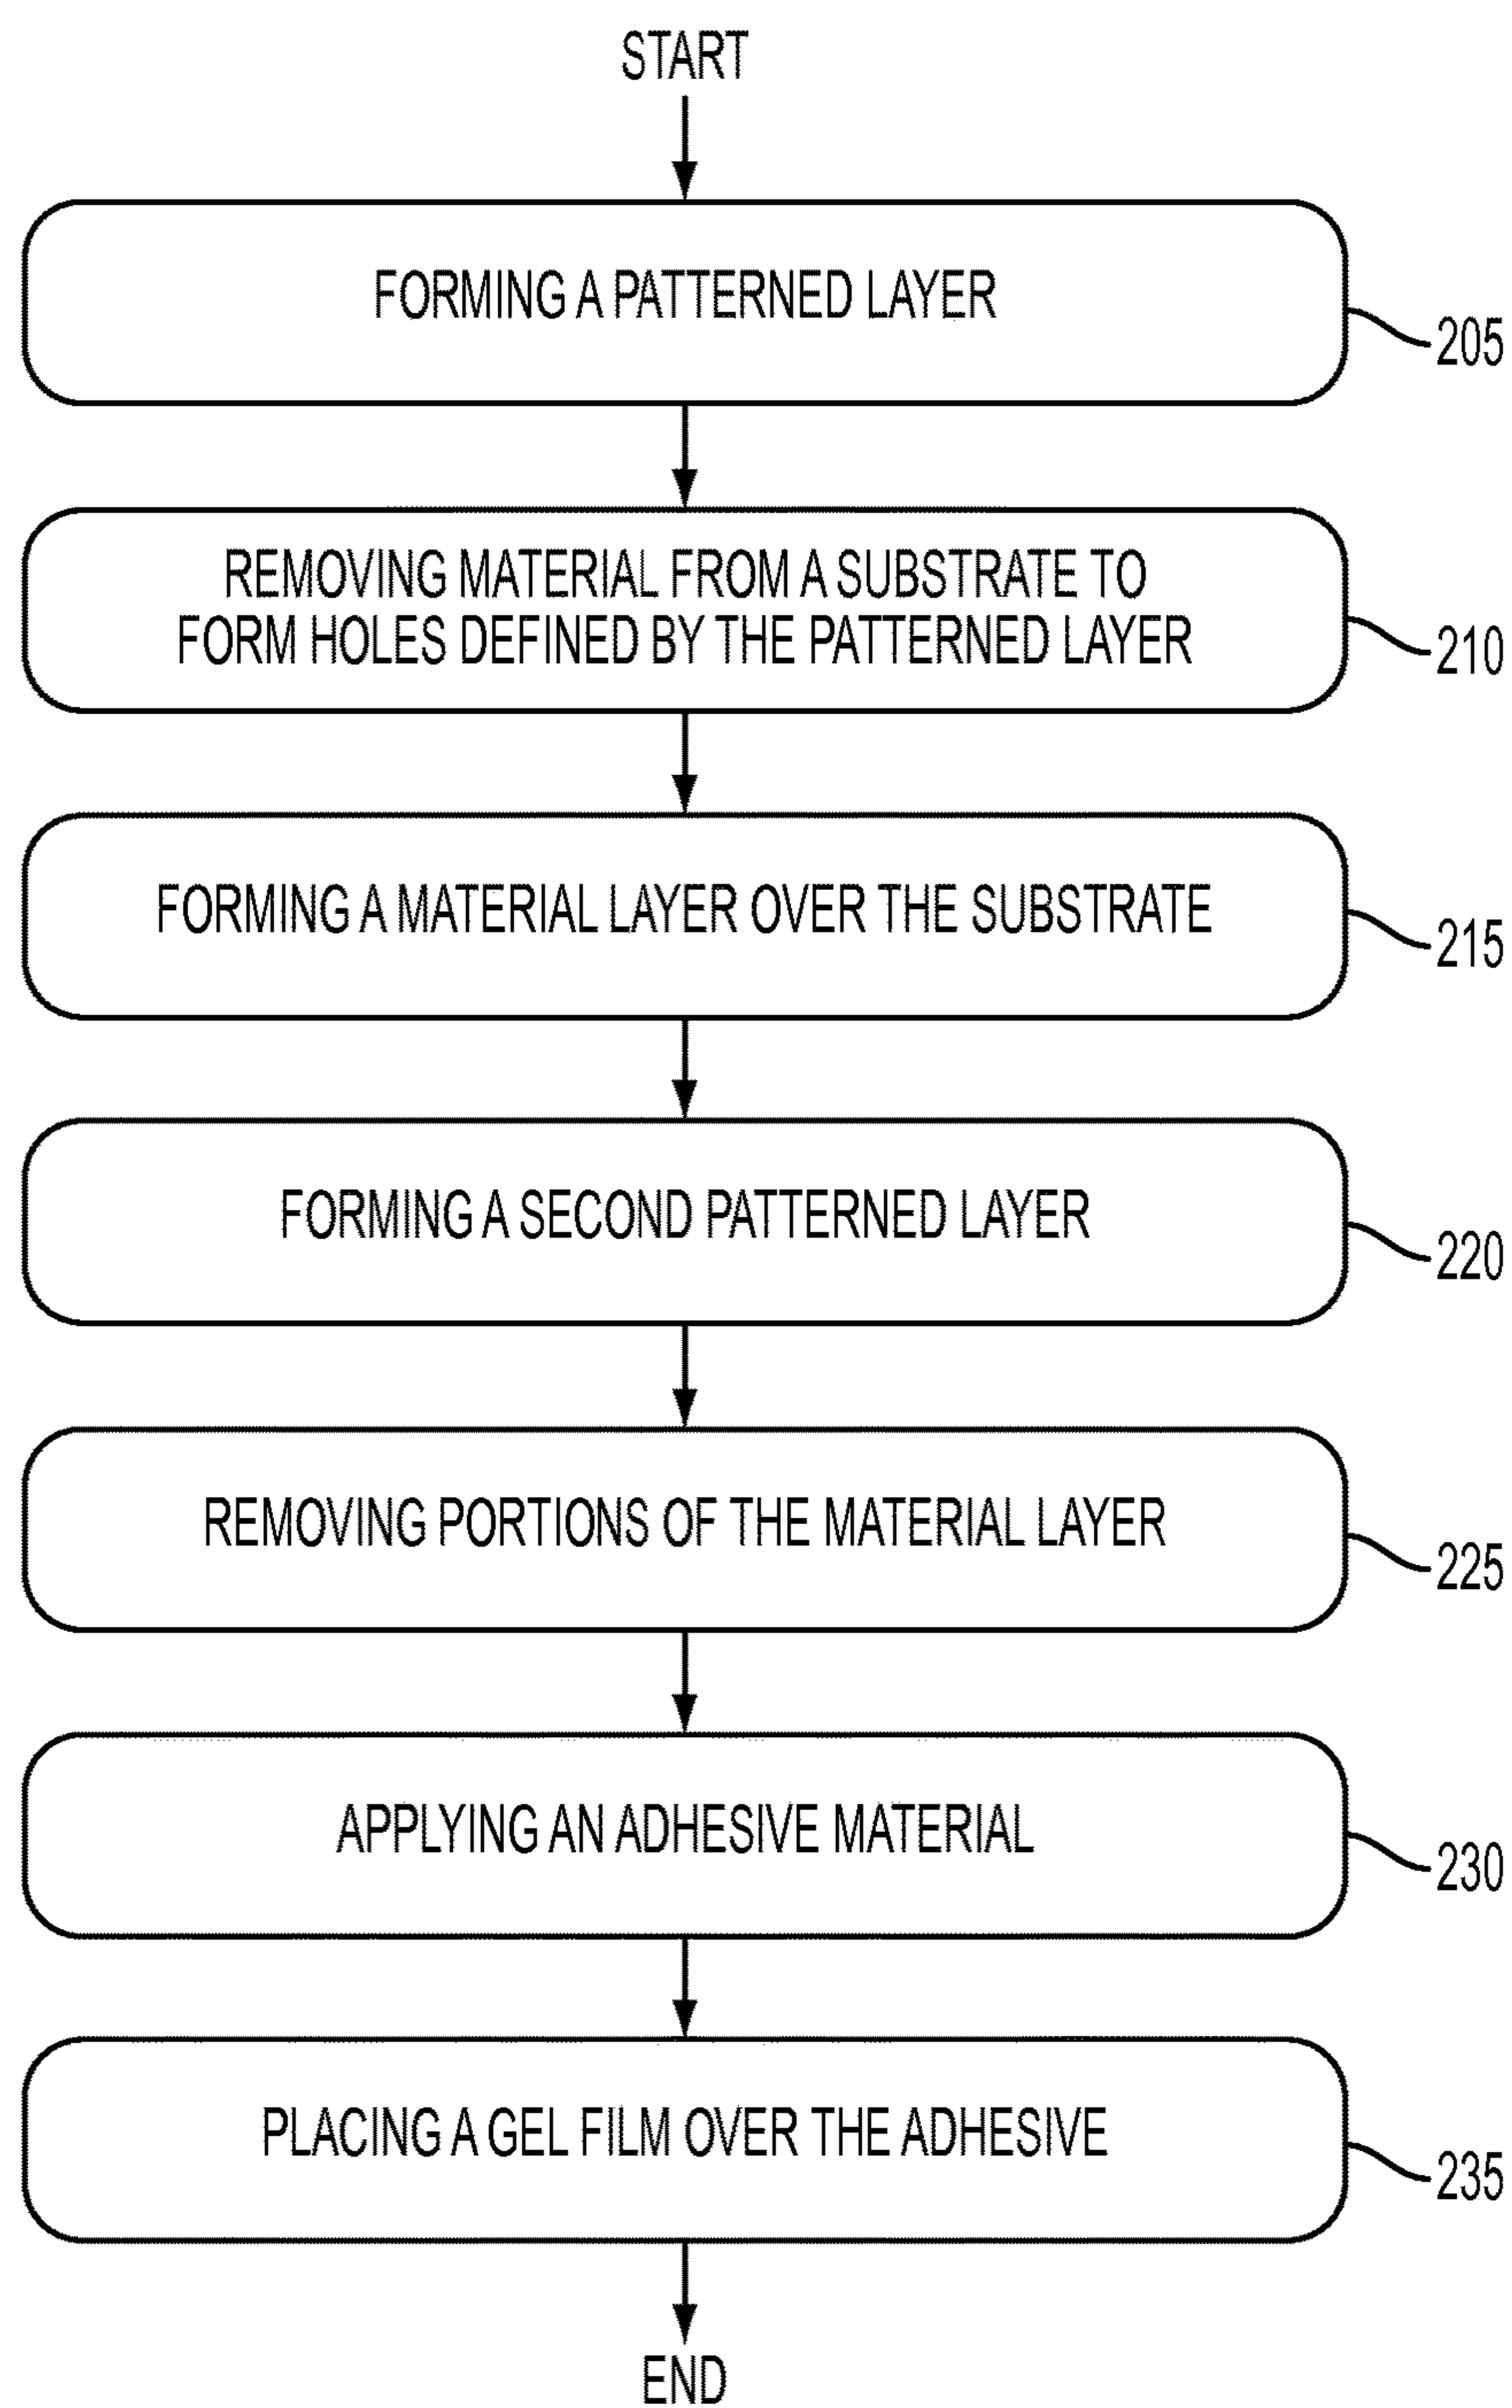 START
FORMING A PATTERNED LAYER
205
REMOVING MATERIAL FROM A SUBSTRATE TO
FORM HOLES DEFINED BY THE PATTERNED LAYER
210
FORMING A MATERIAL LAYER OVER THE SUBSTRATE
215
FORMING A SECOND PATTERNED LAYER
220
REMOVING PORTIONS OF THE MATERIAL LAYER
225
APPLYING AN ADHESIVE MATERIAL
230
PLACING A GEL FILM OVER THE ADHESIVE
235
END